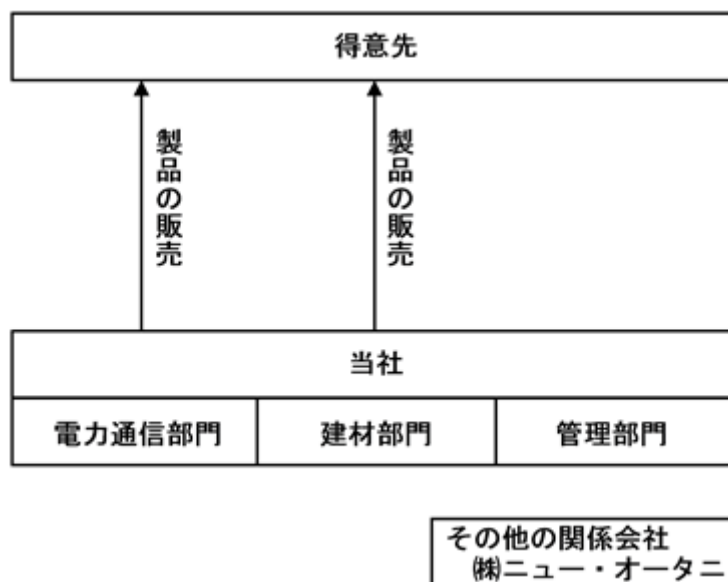 得意先
製品の販売
製品の販売
当社
電力通信部門
建材部門
管理部門
その他の関係会社
㈱ニュー・オータニ